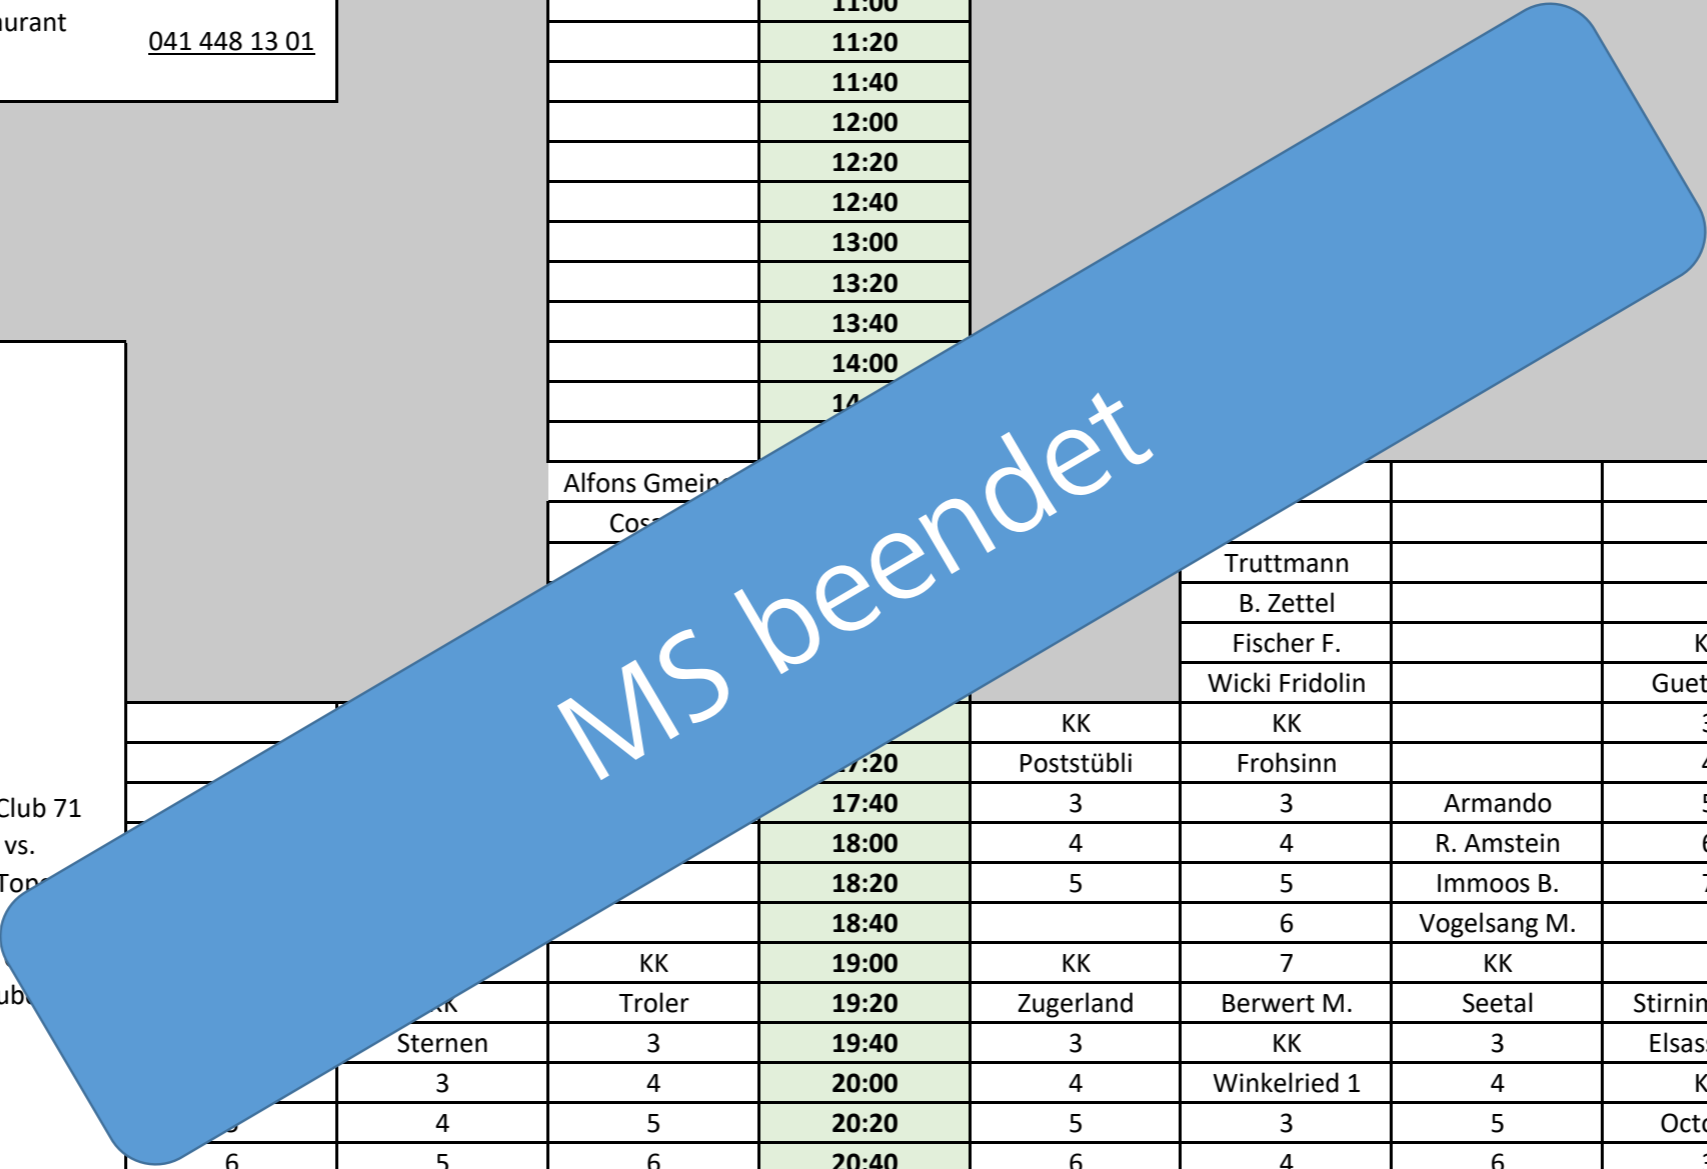 11:00
041 448 13 01
11:20
11:40
12:00
12:20
12:40
13:00
13:20
13:40
14:00
Alfons
MS beendet
Truttmann
B. Zettel
Fischer F.
Wicki Fridolin
KK KK
Poststübli Frohsinn
Club 71 17:40 3 3 Armando
vs. 18:00 4 4 R. Amstein
18:20 5 5 Immoos B.
18:40 6 Vogelsang M.
KK 19:00 KK 7 KK
Troler 19:20 Zugerland Berwert M. Seetal
Sternen 3 19:40 3 KK 3
3 4 20:00 4 Winkelried 1 4
4 5 20:20 5 3 5
6 5 6 20:40 6 4 6